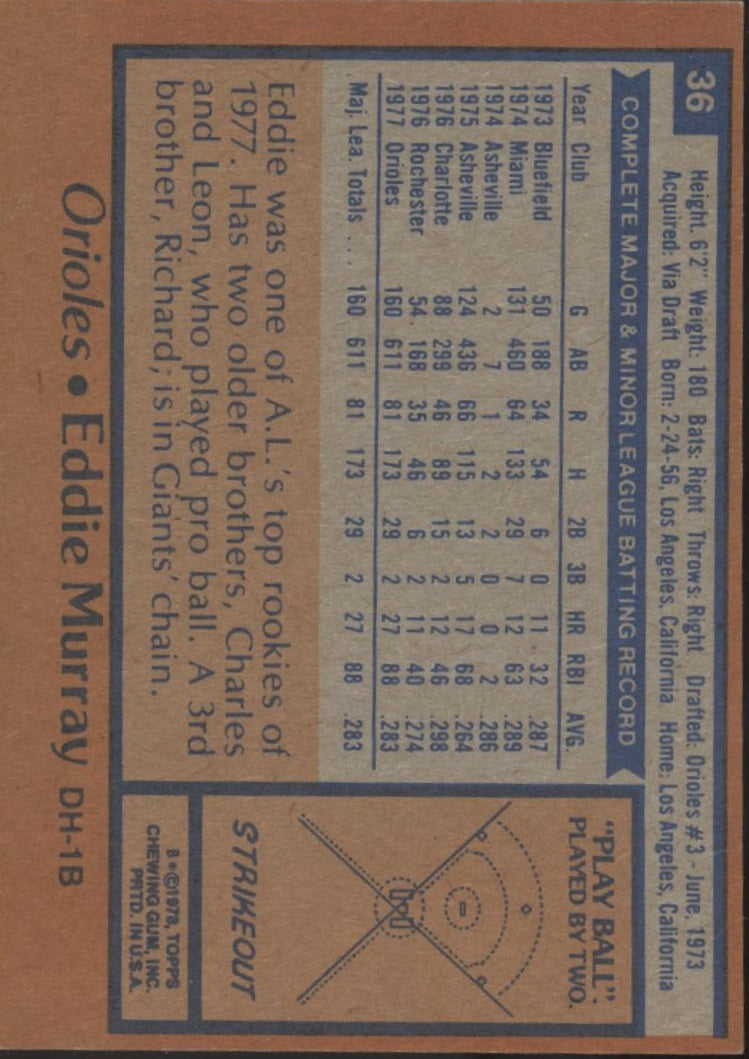 36
Height: 6'2" Weight: 180 Bats: Right Throws: Right Drafted: Orioles #3 - June, 1973
Acquired: Via Draft Born: 2-24-56, Los Angeles, California Home: Los Angeles, California
COMPLETE MAJOR & MINOR LEAGUE BATTING RECORD
Year Club G AB R H 2B 3B HR RBI AVG.
1973 Bluefield 50 188 34 54 6 0 11 32 .287
1974 Miami 131 460 64 133 29 7 12 63 .289
1974 Asheville 2 7 1 2 2 0 0 2 .286
1975 Asheville 124 436 66 115 13 5 17 68 .264
1976 Charlotte 88 299 46 89 15 2 12 46 .298
1976 Rochester 54 168 35 46 6 2 11 40 .274
1977 Orioles 160 611 81 173 29 2 27 88 .283
Maj. Lea. Totals .... 160 611 81 173 29 2 27 88 .283
Eddie was one of A.L.'s top rookies of
1977. Has two older brothers, Charles
and Leon, who played pro ball. A 3rd
brother, Richard, is in Giants' chain.
"PLAY BALL"
PLAYED BY TWO.
STRIKEOUT
B *©1978, TOPPS
CHEWING GUM, INC.
PRTD. IN U.S.A.
Orioles • Eddie Murray DH-1B